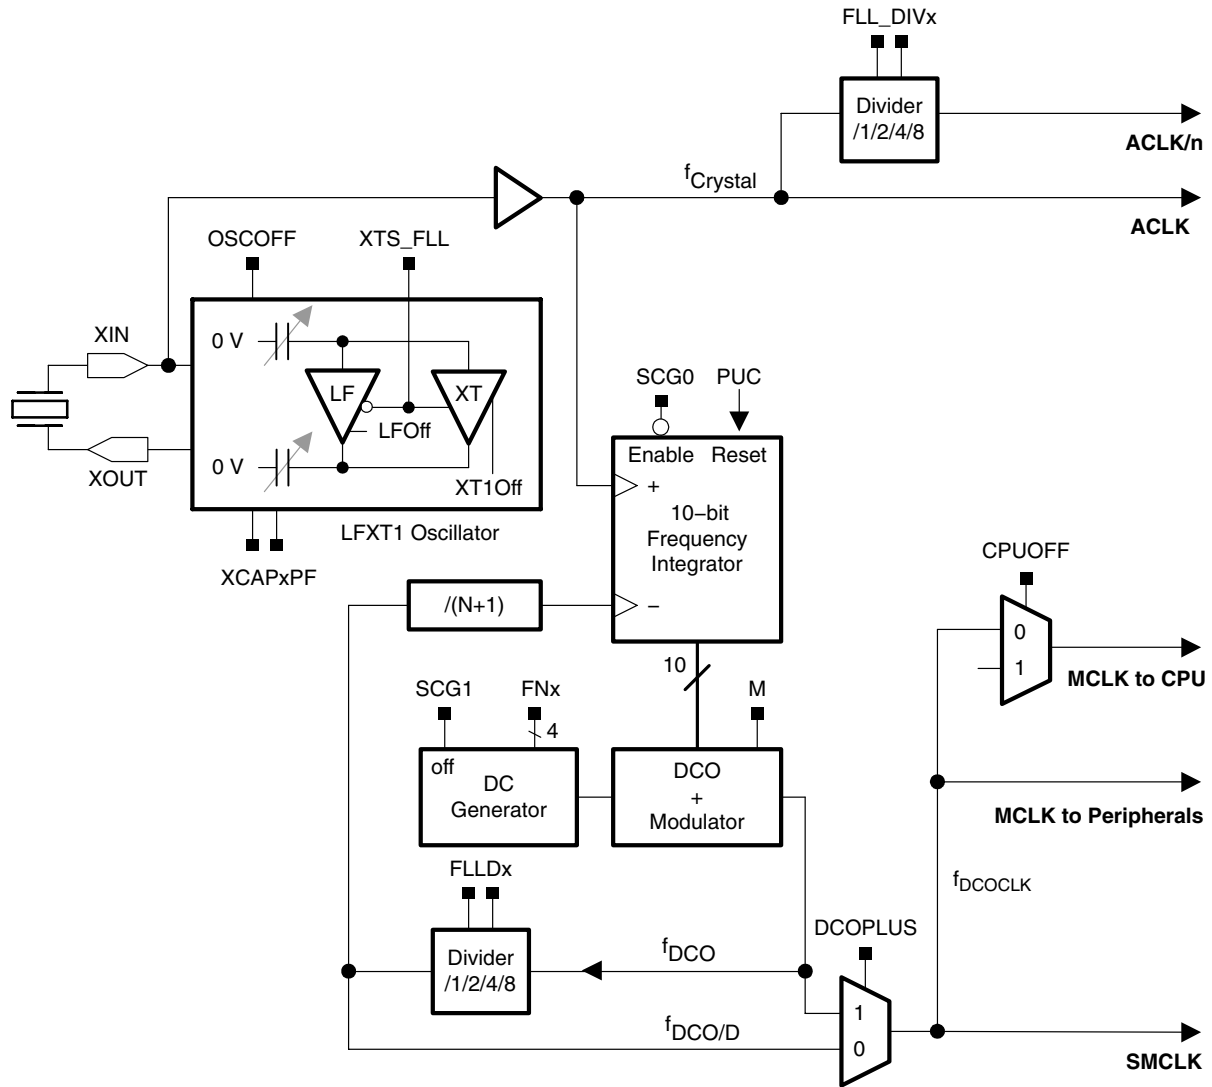 FLL_DIVx
Divider
/1/2/4/8
ACLK/n
fCrystal
ACLK
OSCOFF
XTS_FLL
XIN
0 V
LF
XT
LFOff
0 V
XT1Off
XOUT
LFXT1 Oscillator
XCAPxPF
SCG0
PUC
Enable
Reset
+
10−bit
Frequency
Integrator
−
/(N+1)
10
CPUOFF
0
1
MCLK to CPU
SCG1
FNx
4
M
off
DC
Generator
DCO
+
Modulator
MCLK to Peripherals
fDCOCLK
FLLDx
Divider
/1/2/4/8
fDCO
DCOPLUS
1
0
fDCO/D
SMCLK